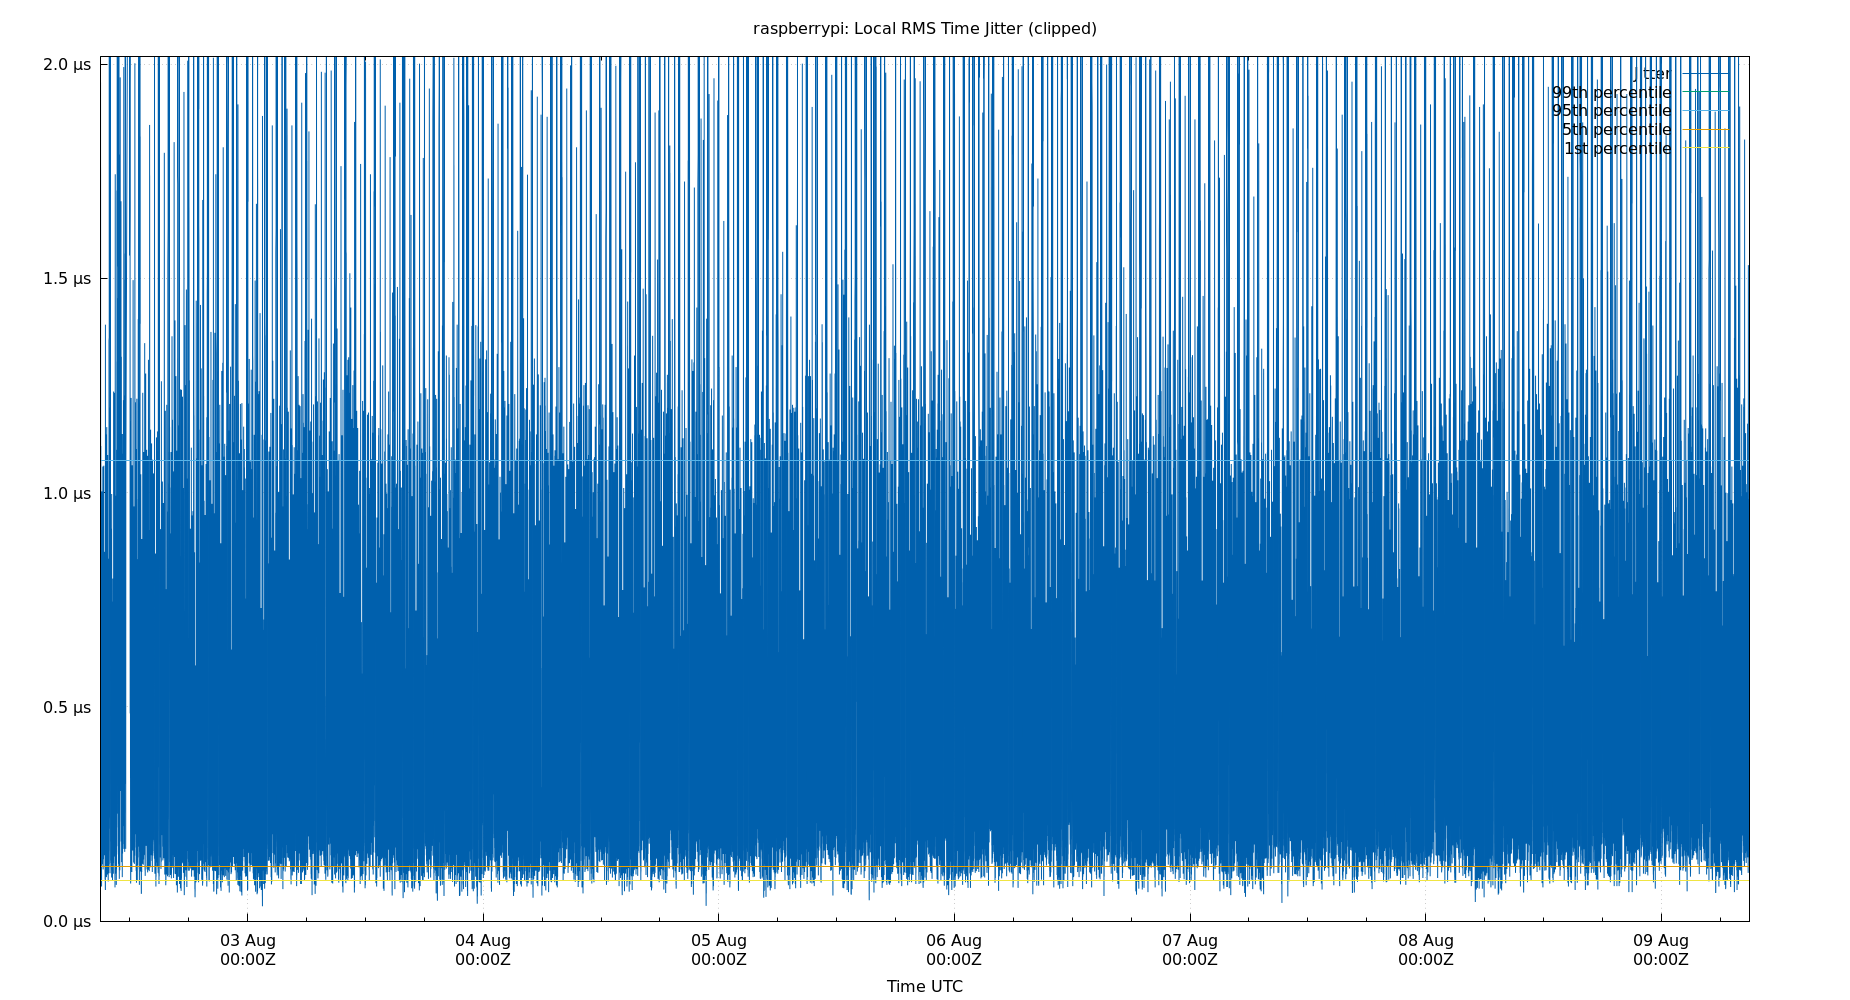 raspberrypi: Local RMS Time Jitter (clipped)
2.0 µs
1.5 µs
1.0 µs
0.5 µs
0.0 µs
jitter
99th percentile
95th percentile
5th percentile
1st percentile
03 Aug 04 Aug 05 Aug 06 Aug 07 Aug 08 Aug 09 Aug
00:00Z 00:00Z 00:00Z 00:00Z 00:00Z 00:00Z 00:00Z
Time UTC